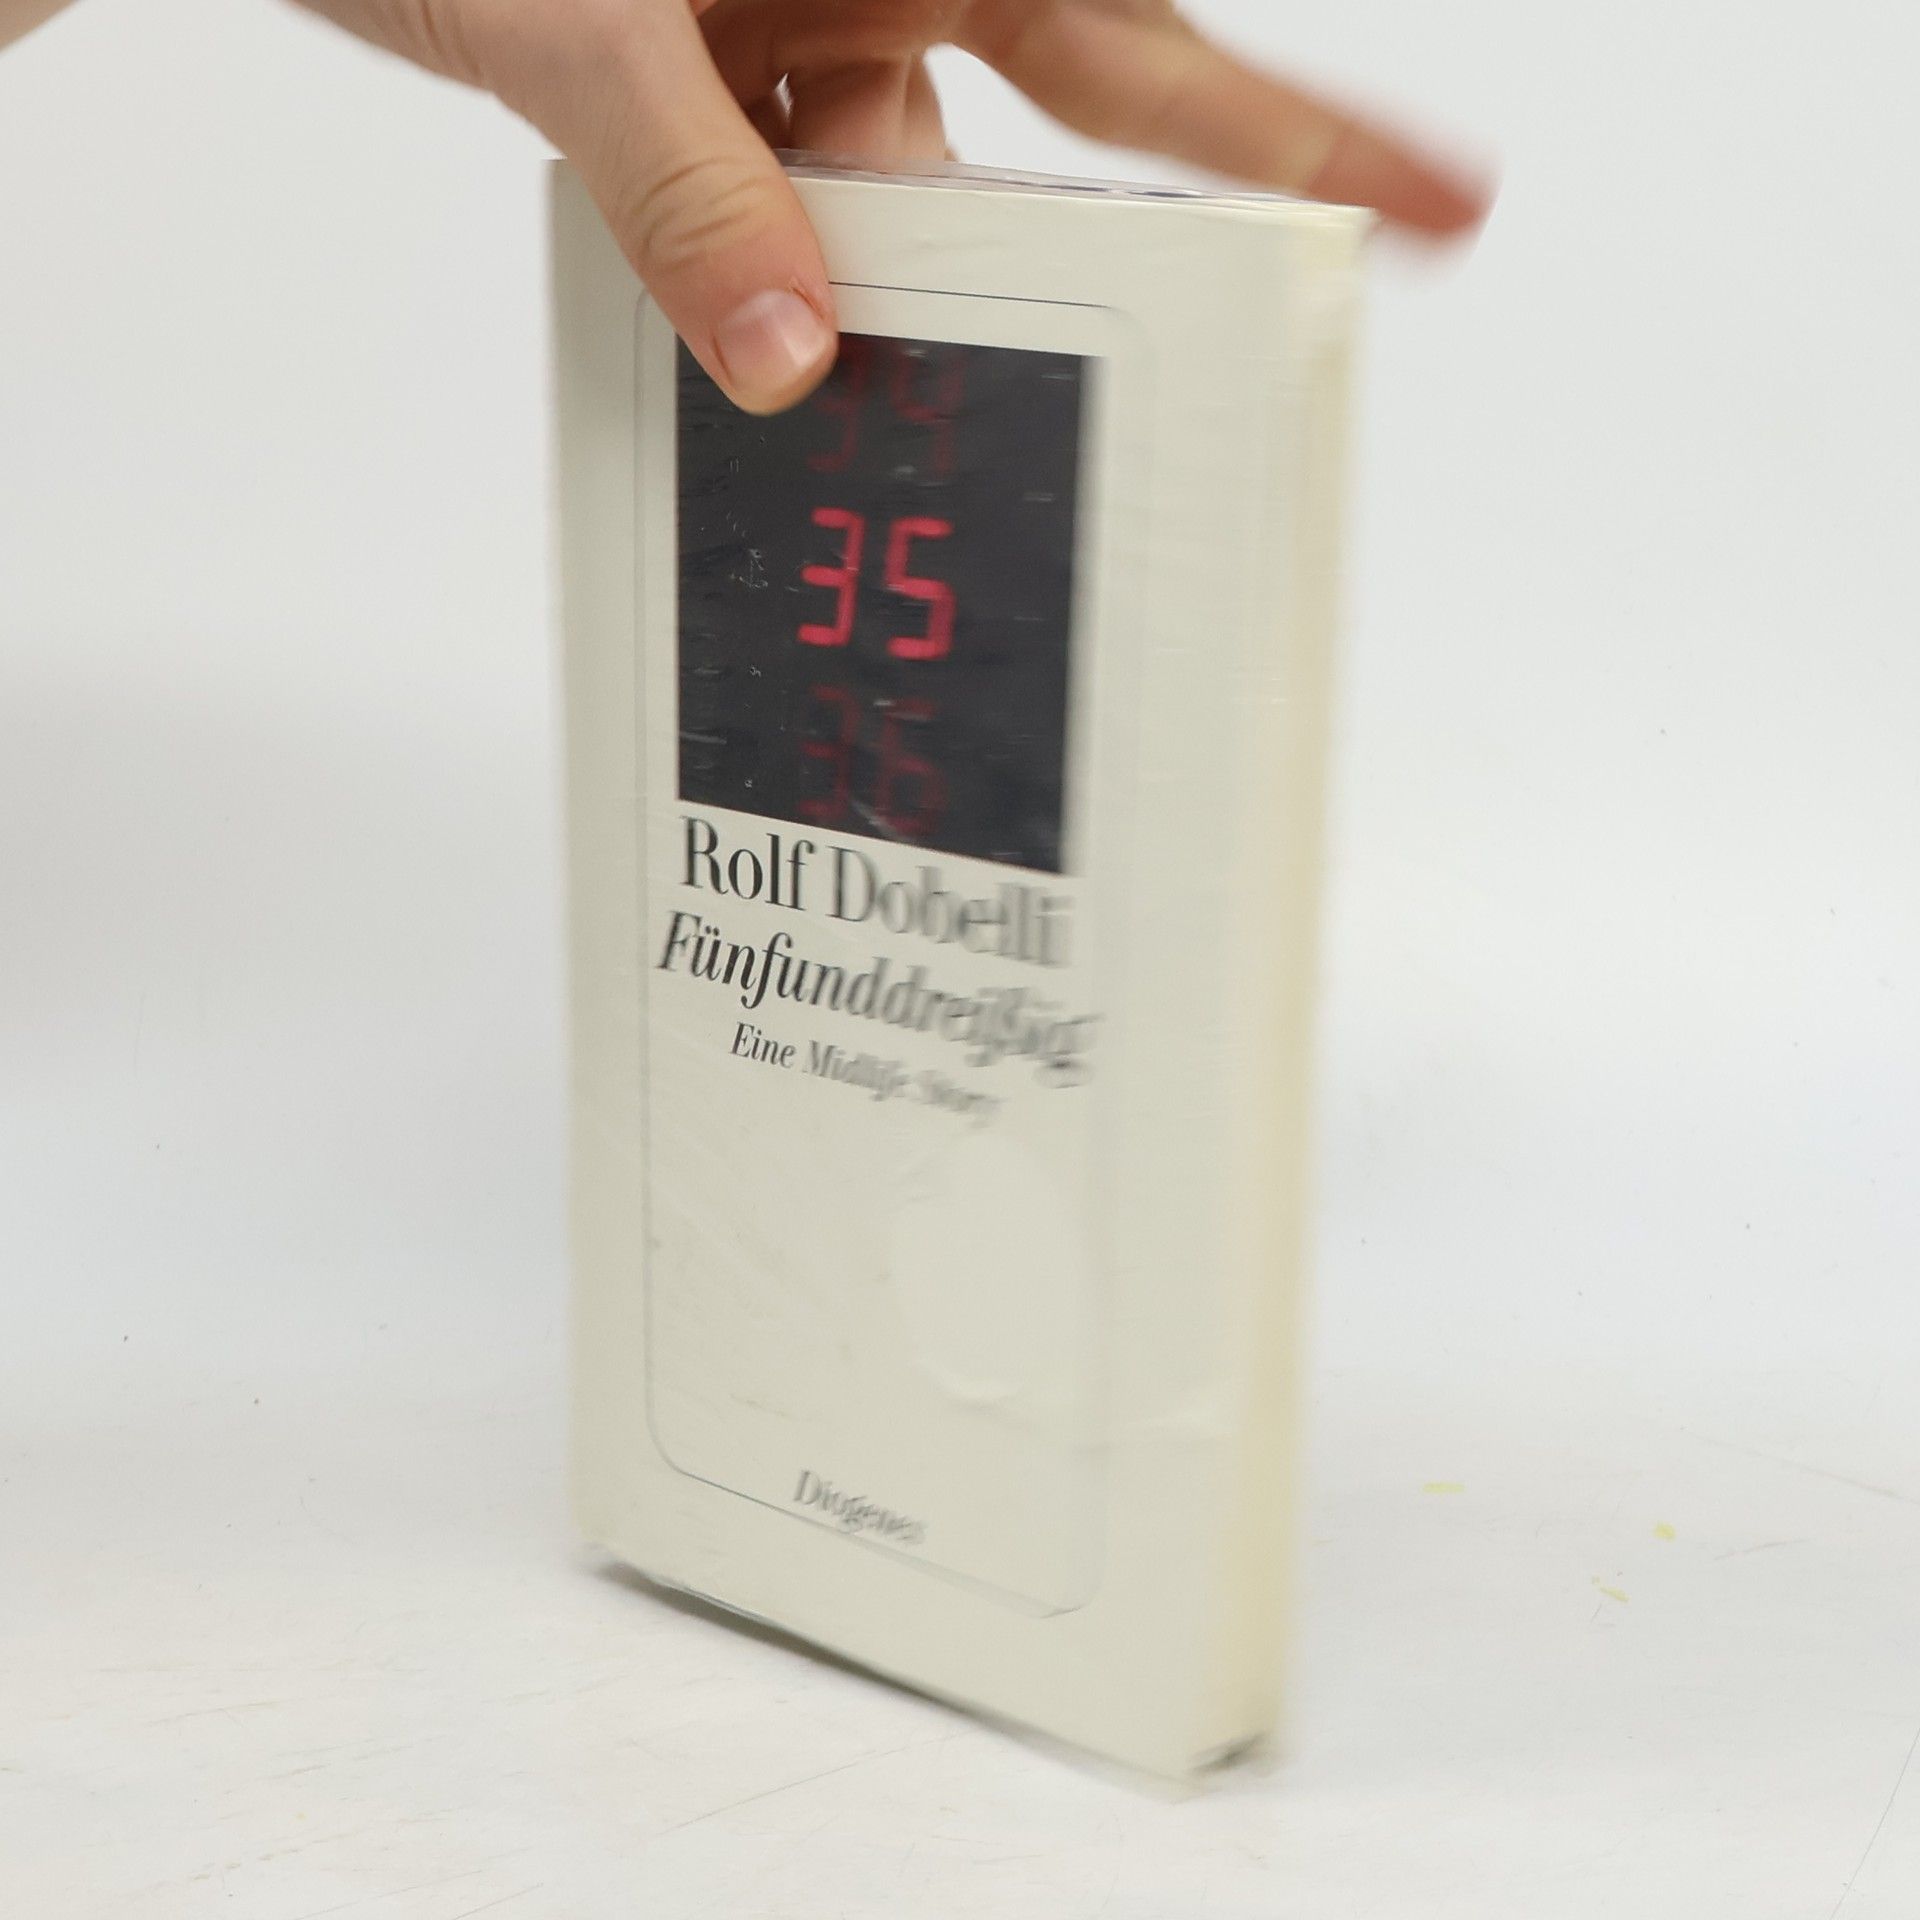 34
35
36
Rolf Dobelli
Fünfunddreißig
Eine Midlife Story
Diogenes